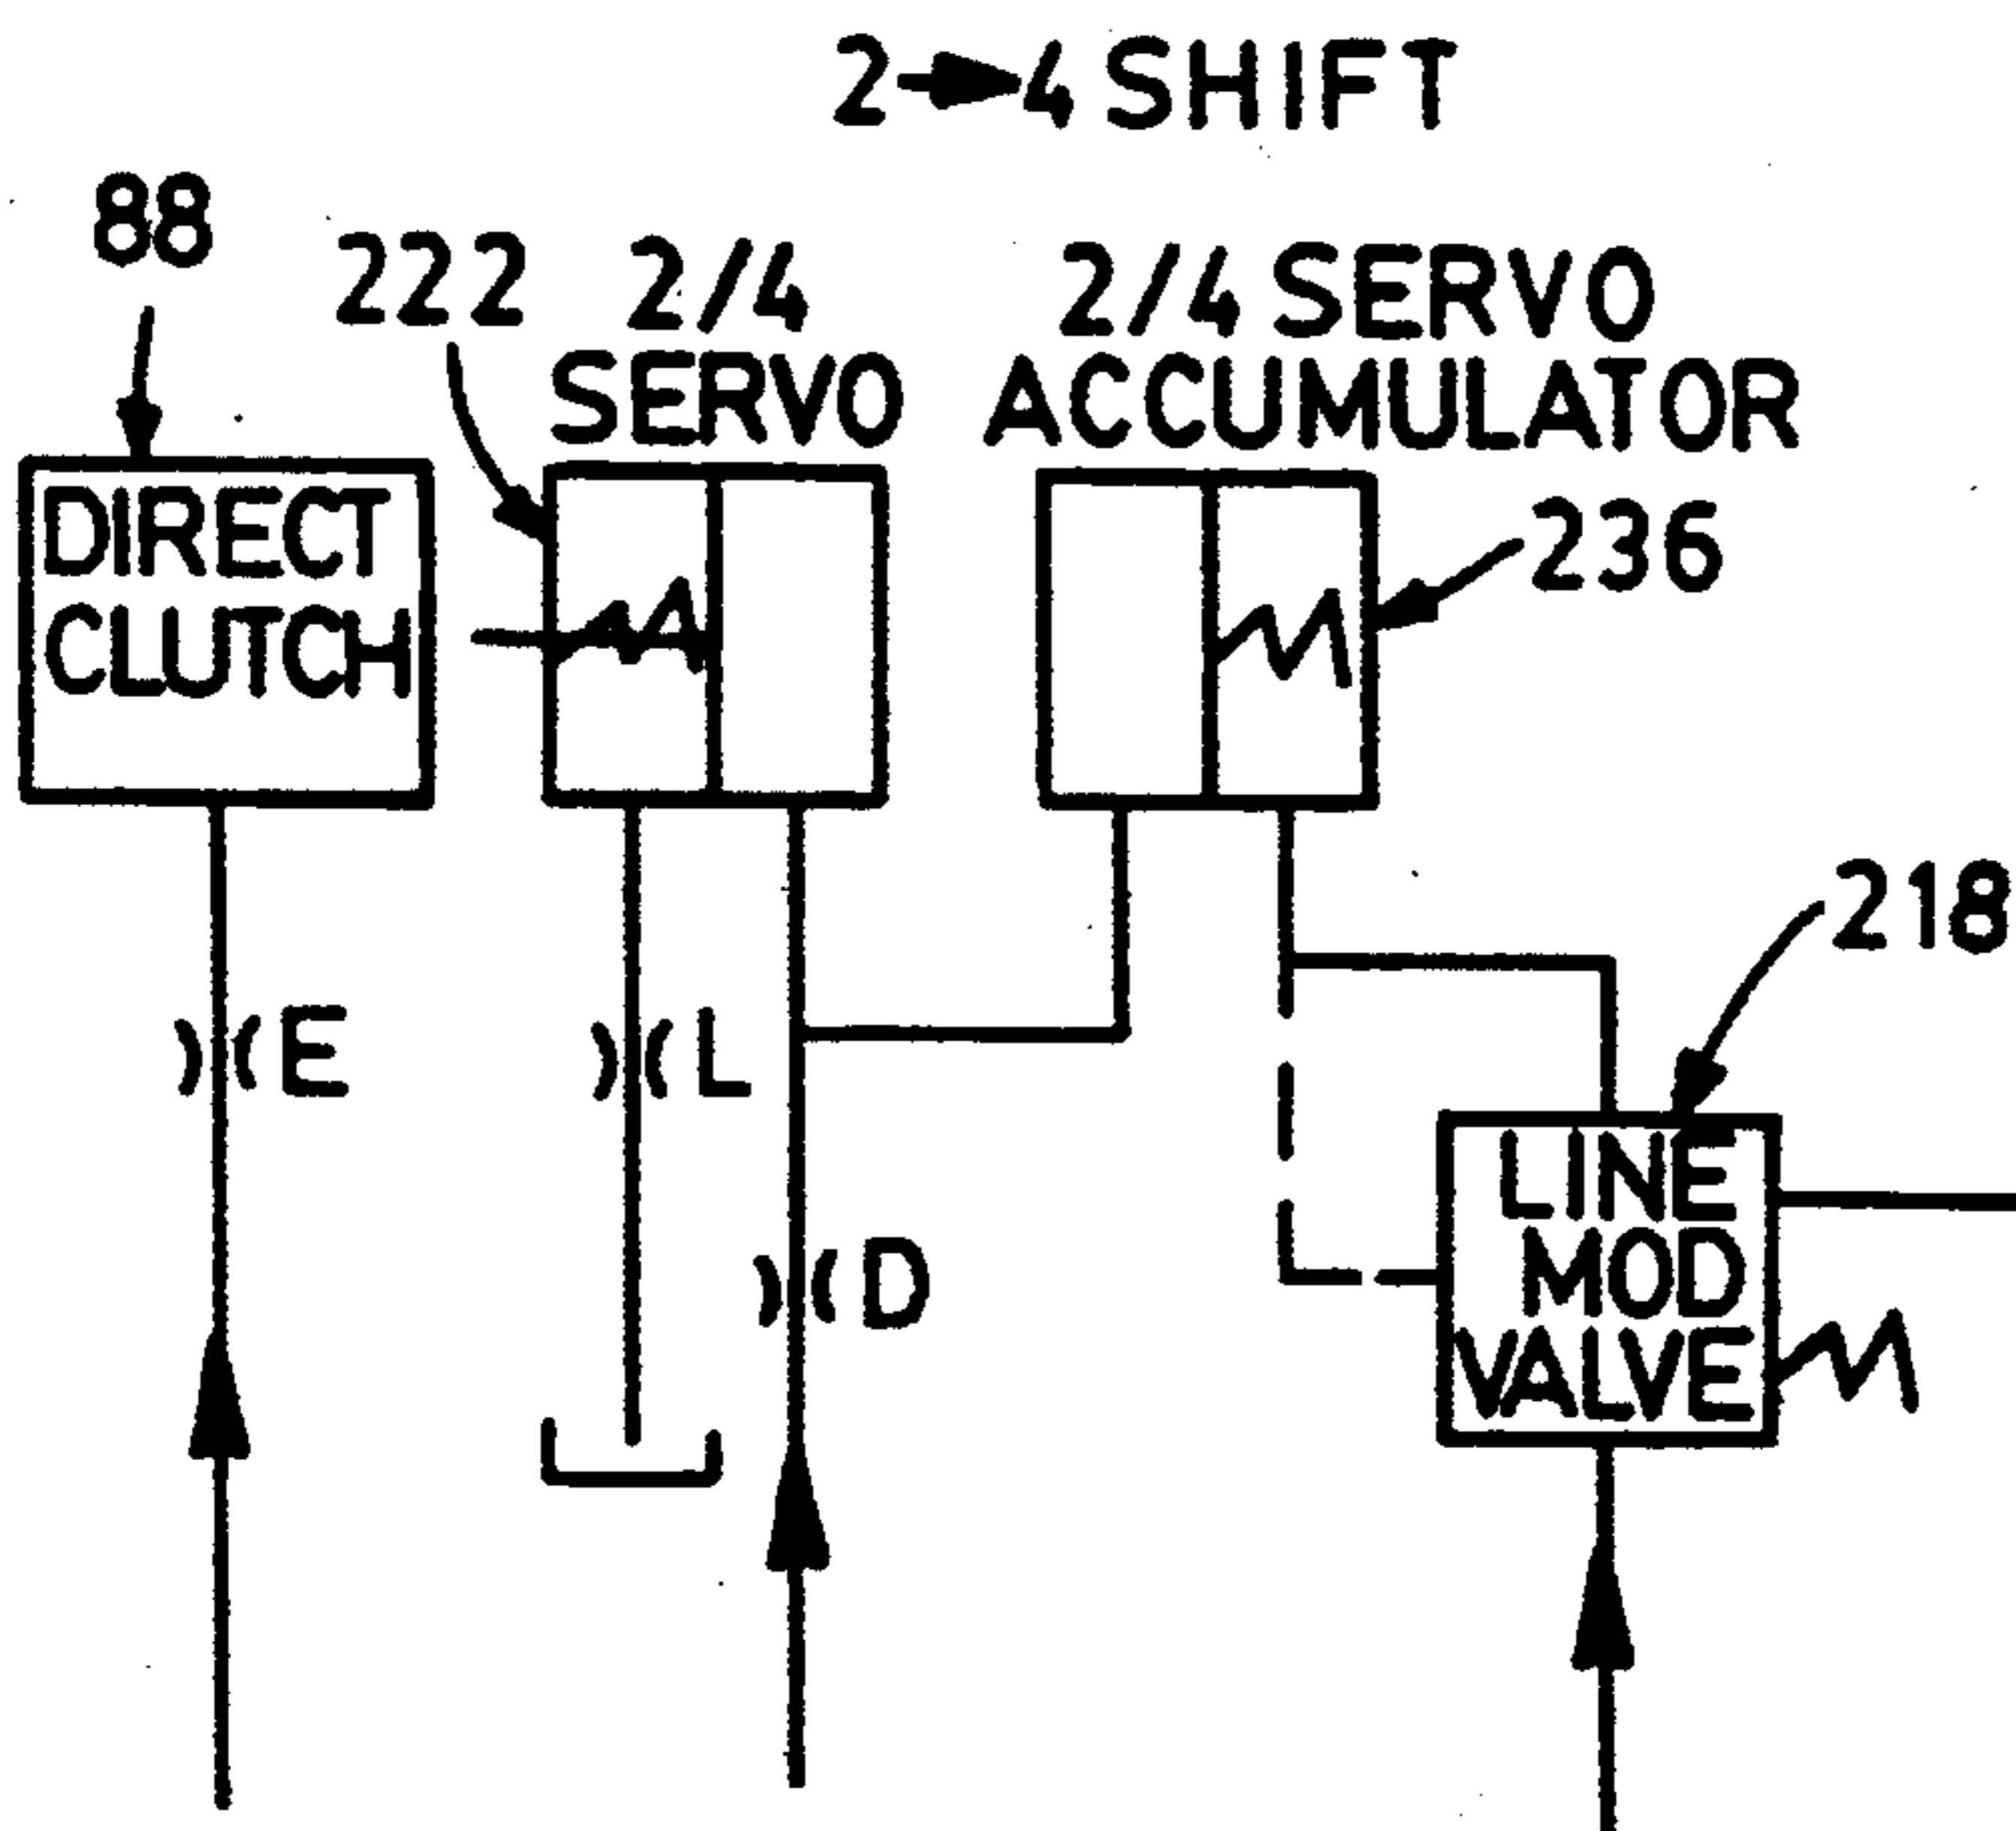 2→4 SHIFT
88
222
2/4
SERVO
2/4 SERVO
ACCUMULATOR
DIRECT
CLUTCH
236
218
E
L
D
LINE
MOD
VALVE